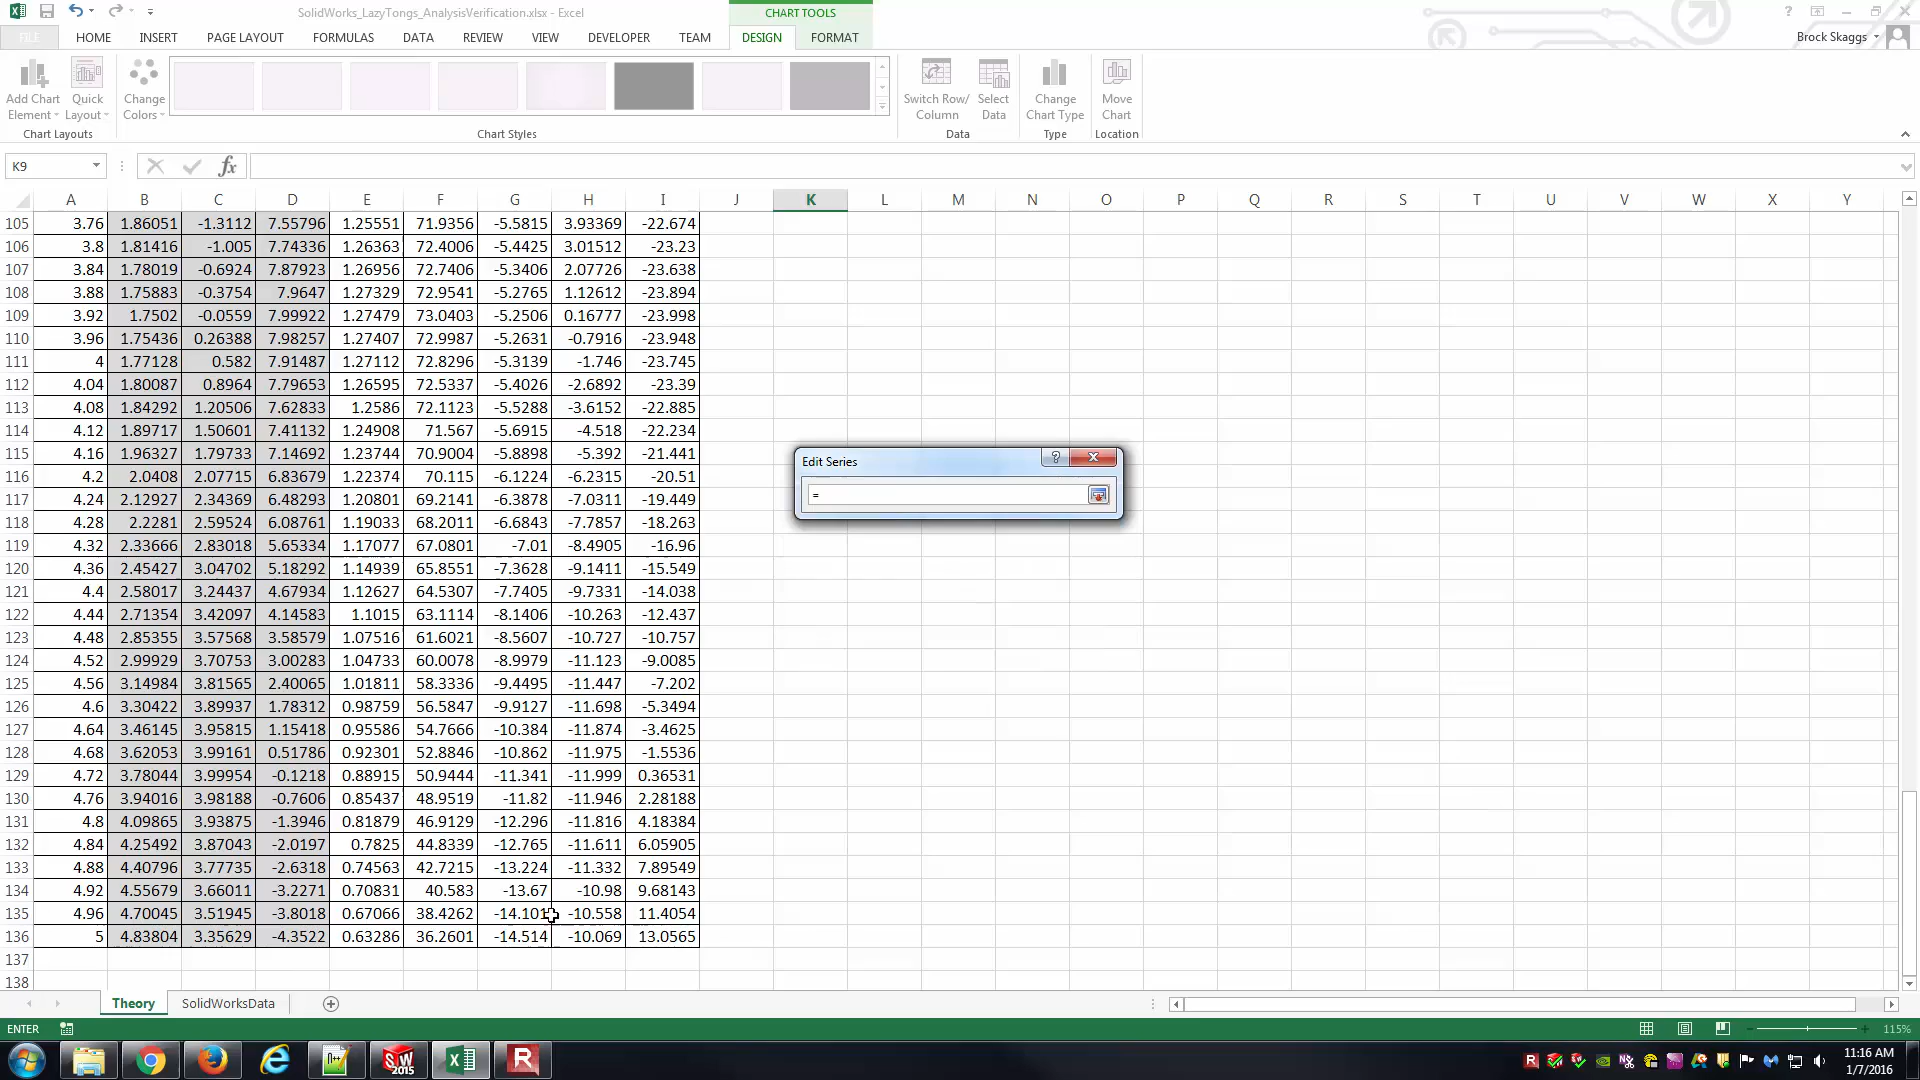 SolidWorks_LazyTongs_AnalysisVerification.xlsx - Excel
CHART TOOLS
FILE HOME INSERT PAGE LAYOUT FORMULAS DATA REVIEW VIEW DEVELOPER TEAM DESIGN FORMAT
Brock Skaggs
Add Chart Element
Quick Layout
Change Colors
Switch Row/ Column
Select Data
Change Chart Type
Move Chart
Chart Layouts Chart Styles Data Type Location
K9 fx
A B C D E F G H I J K L M N O P Q R S T U V W X Y
105 3.76 1.86051 -1.3112 7.55796 1.25551 71.9356 -5.5815 3.93369 -22.674
106 3.8 1.81416 -1.005 7.74336 1.26363 72.4006 -5.4425 3.01512 -23.23
107 3.84 1.78019 -0.6924 7.87923 1.26956 72.7406 -5.3406 2.07726 -23.638
108 3.88 1.75883 -0.3754 7.9647 1.27329 72.9541 -5.2765 1.12612 -23.894
109 3.92 1.7502 -0.0559 7.99922 1.27479 73.0403 -5.2506 0.16777 -23.998
110 3.96 1.75436 0.26388 7.98257 1.27407 72.9987 -5.2631 -0.7916 -23.948
111 4 1.77128 0.582 7.91487 1.27112 72.8296 -5.3139 -1.746 -23.745
112 4.04 1.80087 0.8964 7.79653 1.26595 72.5337 -5.4026 -2.6892 -23.39
113 4.08 1.84292 1.20506 7.62833 1.2586 72.1123 -5.5288 -3.6152 -22.885
114 4.12 1.89717 1.50601 7.41132 1.24908 71.567 -5.6915 -4.518 -22.234
115 4.16 1.96327 1.79733 7.14692 1.23744 70.9004 -5.8898 -5.392 -21.441
116 4.2 2.0408 2.07715 6.83679 1.22374 70.115 -6.1224 -6.2315 -20.51
117 4.24 2.12927 2.34369 6.48293 1.20801 69.2141 -6.3878 -7.0311 -19.449
118 4.28 2.2281 2.59524 6.08761 1.19033 68.2011 -6.6843 -7.7857 -18.263
119 4.32 2.33666 2.83018 5.65334 1.17077 67.0801 -7.01 -8.4905 -16.96
120 4.36 2.45427 3.04702 5.18292 1.14939 65.8551 -7.3628 -9.1411 -15.549
121 4.4 2.58017 3.24437 4.67934 1.12627 64.5307 -7.7405 -9.7331 -14.038
122 4.44 2.71354 3.42097 4.14583 1.1015 63.1114 -8.1406 -10.263 -12.437
123 4.48 2.85355 3.57568 3.58579 1.07516 61.6021 -8.5607 -10.727 -10.757
124 4.52 2.99929 3.70753 3.00283 1.04733 60.0078 -8.9979 -11.123 -9.0085
125 4.56 3.14984 3.81565 2.40065 1.01811 58.3336 -9.4495 -11.447 -7.202
126 4.6 3.30422 3.89937 1.78312 0.98759 56.5847 -9.9127 -11.698 -5.3494
127 4.64 3.46145 3.95815 1.15418 0.95586 54.7666 -10.384 -11.874 -3.4625
128 4.68 3.62053 3.99161 0.51786 0.92301 52.8846 -10.862 -11.975 -1.5536
129 4.72 3.78044 3.99954 -0.1218 0.88915 50.9444 -11.341 -11.999 0.36531
130 4.76 3.94016 3.98188 -0.7606 0.85437 48.9519 -11.82 -11.946 2.28188
131 4.8 4.09865 3.93875 -1.3946 0.81879 46.9129 -12.296 -11.816 4.18384
132 4.84 4.25492 3.87043 -2.0197 0.7825 44.8339 -12.765 -11.611 6.05905
133 4.88 4.40796 3.77735 -2.6318 0.74563 42.7215 -13.224 -11.332 7.89549
134 4.92 4.55679 3.66011 -3.2271 0.70831 40.583 -13.67 -10.98 9.68143
135 4.96 4.70045 3.51945 -3.8018 0.67066 38.4262 -14.101 -10.558 11.4054
136 5 4.83804 3.35629 -4.3522 0.63286 36.2601 -14.514 -10.069 13.0565
137
138
Edit Series
=
Theory SolidWorksData
ENTER 115%
SW 2015
11:16 AM
1/7/2016